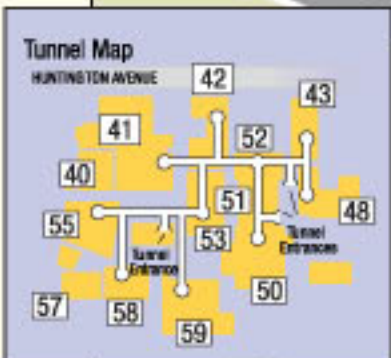 Tunnel Map
HUNTINGTON AVENUE
42
43
41
52
40
51
48
55
53
Tunnel
Entrances
Tunnel
Entrance
50
57
58
59